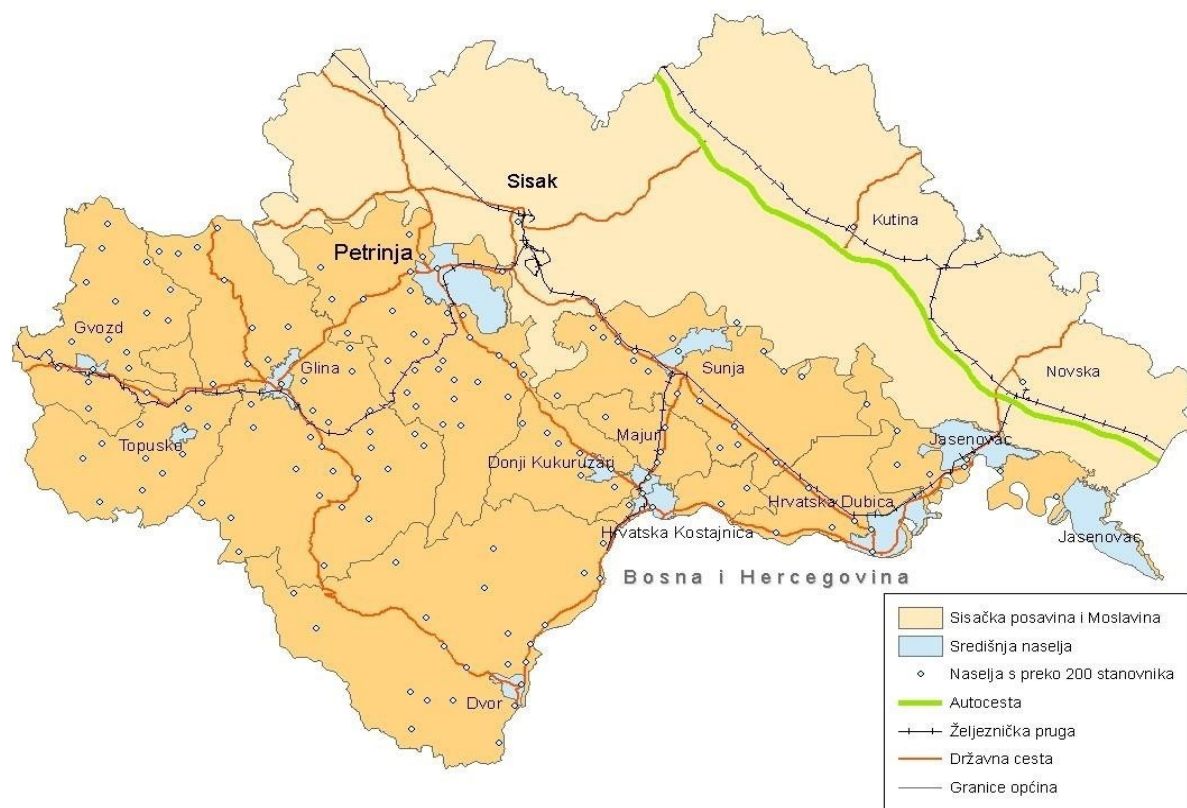 Sisak
Kutina
Petrinja
Gvozd
Glina
Sunja
Novska
Topusko
Majur
Jasenovac
Donji Kukuruzari
Hrvatska Dubica
Hrvatska Kostajnica
Jasenovac
Bosna i Hercegovina
Dvor
Sisačka posavina i Moslavina
Središnja naselja
Naselja s preko 200 stanovnika
Autocesta
Željeznička pruga
Državna cesta
Granice općina